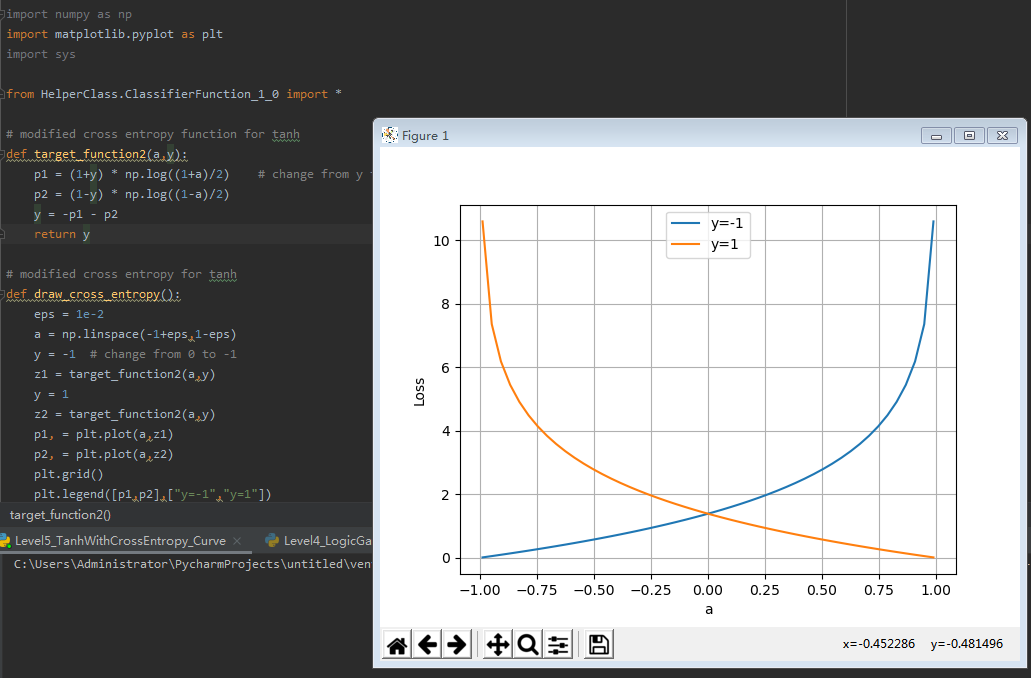 import numpy as np
import matplotlib.pyplot as plt
import sys
from HelperClass.ClassifierFunction_1_0 import *
# modified cross entropy function for tanh
def target_function2(a,y):
p1 = (1+y) * np.log((1+a)/2)    # change from y
p2 = (1-y) * np.log((1-a)/2)
y = -p1 - p2
return y
# modified cross entropy for tanh
def draw_cross_entropy():
eps = 1e-2
a = np.linspace(-1+eps,1-eps)
y = -1  # change from 0 to -1
z1 = target_function2(a,y)
y = 1
z2 = target_function2(a,y)
p1, = plt.plot(a,z1)
p2, = plt.plot(a,z2)
plt.grid()
plt.legend([p1,p2],["y=-1","y=1"])
target_function2()
Level5_TanhWithCrossEntropy_Curve × Level4_LogicGa
C:\Users\Administrator\PycharmProjects\untitled\ven
Figure 1
y=-1
y=1
10
8
6
4
2
0
Loss
−1.00 −0.75 −0.50 −0.25 0.00 0.25 0.50 0.75 1.00
a
x=-0.452286 y=-0.481496